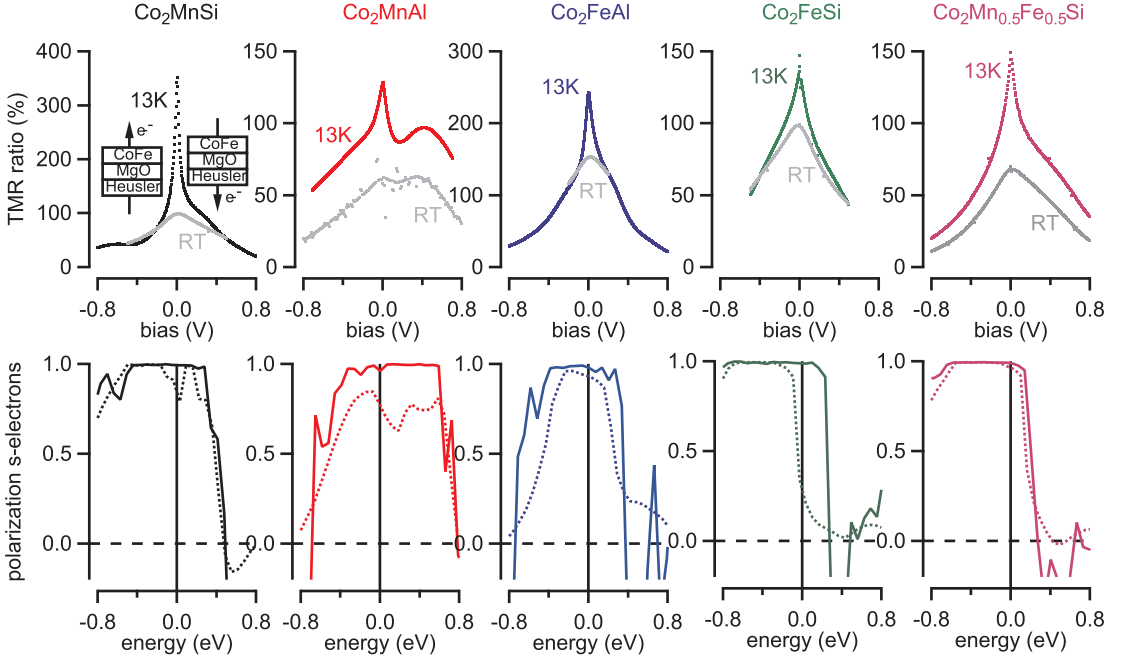 Co2MnSi
Co2MnAl
Co2FeAl
Co2FeSi
Co2Mn0.5Fe0.5Si
TMR ratio (%)
400
300
200
100
0
13K
e-
CoFe
MgO
Heusler
CoFe
MgO
Heusler
e-
RT
-0.8 0.0 0.8
bias (V)
150
100
50
0
13K
RT
-0.8 0.0 0.8
bias (V)
300
200
100
0
13K
RT
-0.8 0.0 0.8
bias (V)
150
100
50
0
13K
RT
-0.8 0.0 0.8
bias (V)
150
100
50
0
13K
RT
-0.8 0.0 0.8
bias (V)
polarization s-electrons
1.0
0.5
0.0
-0.8 0.0 0.8
energy (eV)
1.0
0.5
0.0
-0.8 0.0 0.8
energy (eV)
1.0
0.5
0.0
-0.8 0.0 0.8
energy (eV)
1.0
0.5
0.0
-0.8 0.0 0.8
energy (eV)
1.0
0.5
0.0
-0.8 0.0 0.8
energy (eV)